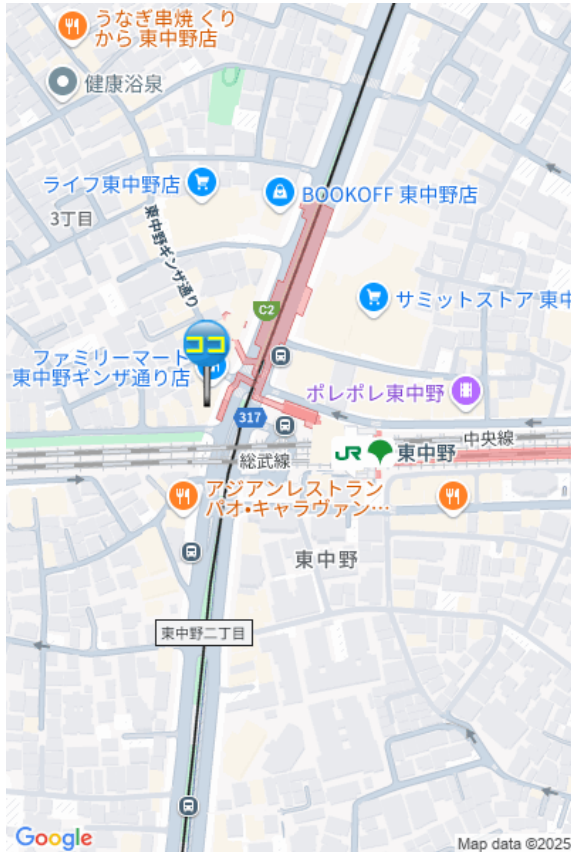 うなぎ串焼 くり
から 東中野店
健康浴泉
ライフ東中野店
BOOKOFF 東中野店
3丁目
東中野ギンザ通り
サミットストア 東中
C2
ココ
ファミリーマート
東中野ギンザ通り店
ポレポレ東中野
317
中央線
JR 東中野
総武線
アジアンレストラン
パオ•キャラヴァン…
東中野
東中野二丁目
Google
Map data ©2025